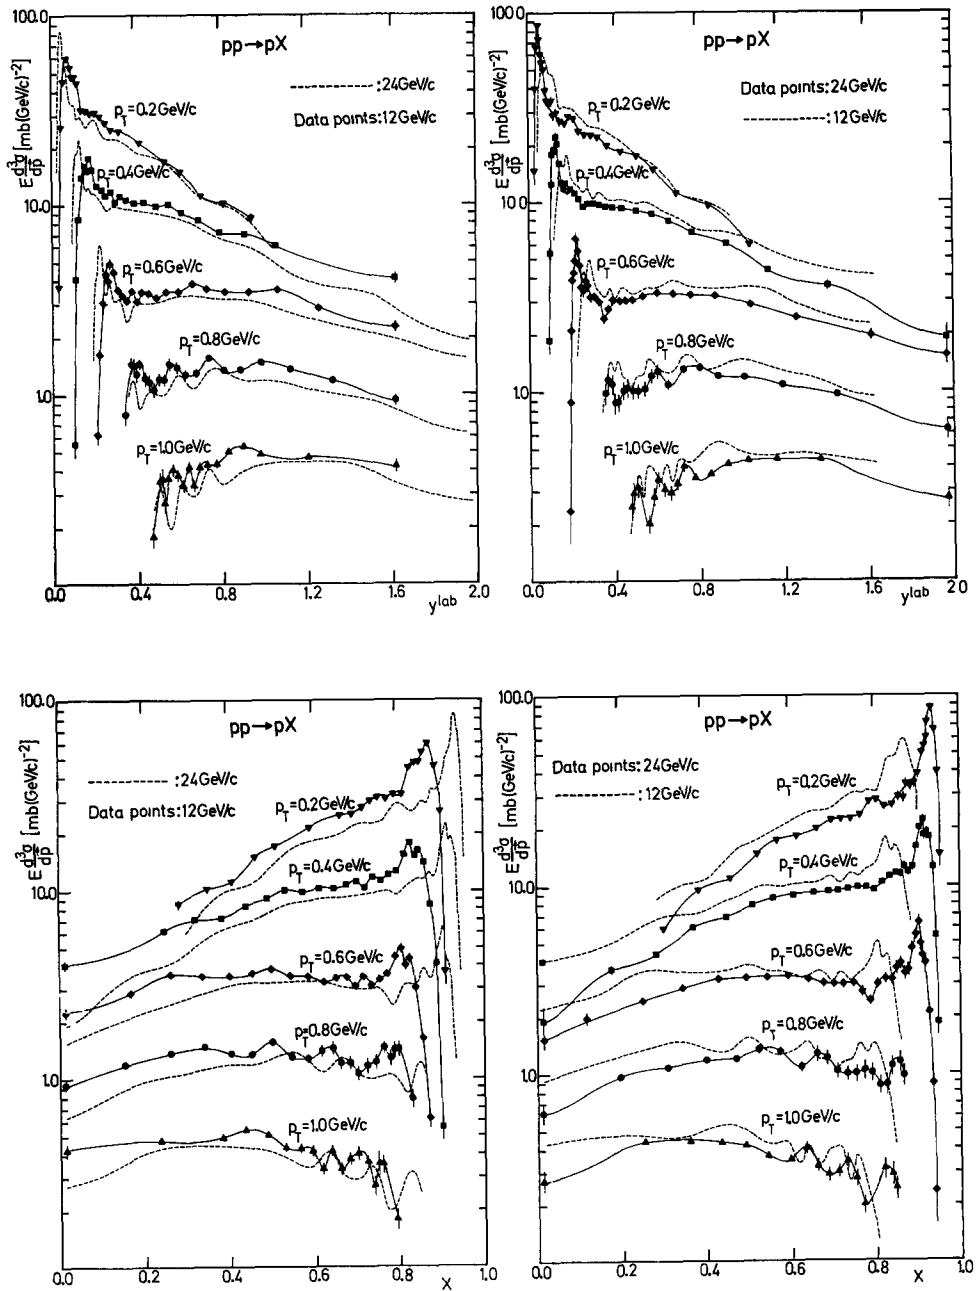 100.0
pp→pX
--------- :24GeV/c
Data points:12GeV/c
p_T=0.2GeV/c
E d³σ/dp̄ [mb(GeV/c)⁻²]
p_T=0.4GeV/c
10.0
p_T=0.6GeV/c
p_T=0.8GeV/c
1.0
p_T=1.0GeV/c
0.0 0.4 0.8 1.2 1.6 2.0
y^lab
100.0
pp→pX
Data points:24GeV/c
--------- :12GeV/c
p_T=0.2GeV/c
E d³σ/dp̄ [mb(GeV/c)⁻²]
p_T=0.4GeV/c
10.0
p_T=0.6GeV/c
p_T=0.8GeV/c
1.0
p_T=1.0GeV/c
0.0 0.4 0.8 1.2 1.6 2.0
y^lab
100.0
pp→pX
--------- :24GeV/c
Data points:12GeV/c
p_T=0.2GeV/c
E d³σ/dp̄ [mb(GeV/c)⁻²]
p_T=0.4GeV/c
10.0
p_T=0.6GeV/c
p_T=0.8GeV/c
1.0
p_T=1.0GeV/c
0.0 0.2 0.4 0.6 0.8 1.0
x
100.0
pp→pX
Data points:24GeV/c
--------- :12GeV/c
p_T=0.2GeV/c
E d³σ/dp̄ [mb(GeV/c)⁻²]
p_T=0.4GeV/c
10.0
p_T=0.6GeV/c
p_T=0.8GeV/c
1.0
p_T=1.0GeV/c
0.0 0.2 0.4 0.6 0.8 1.0
x